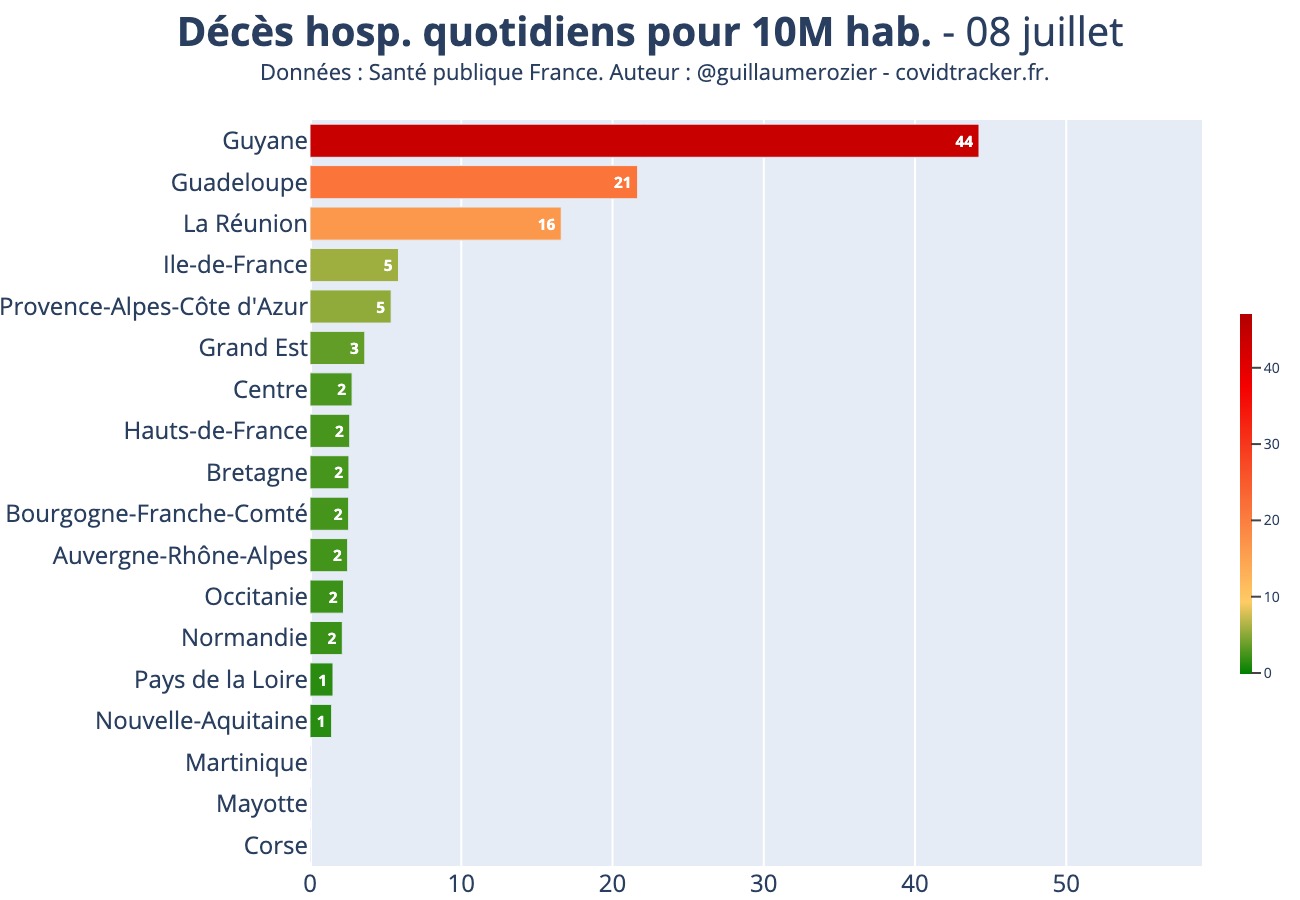 Décès hosp. quotidiens pour 10M hab. - 08 juillet
Données : Santé publique France. Auteur : @guillaumerozier - covidtracker.fr.
Guyane 44
Guadeloupe 21
La Réunion 16
Ile-de-France 5
Provence-Alpes-Côte d'Azur 5
Grand Est 3
Centre 2
Hauts-de-France 2
Bretagne 2
Bourgogne-Franche-Comté 2
Auvergne-Rhône-Alpes 2
Occitanie 2
Normandie 2
Pays de la Loire 1
Nouvelle-Aquitaine 1
Martinique
Mayotte
Corse
0 10 20 30 40 50
40
30
20
10
0